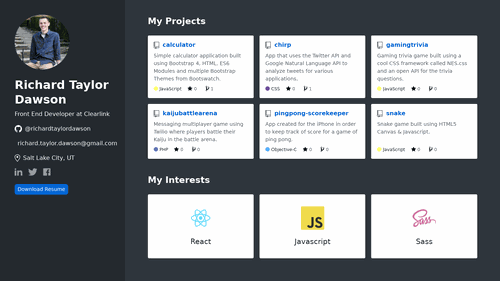 Richard Taylor
Dawson
Front End Developer at Clearlink
@richardtaylordawson
richard.taylor.dawson@gmail.com
Salt Lake City, UT
Download Resume
My Projects
calculator
Simple calculator application built
using Bootstrap 4, HTML, ES6
Modules and mutliple Bootstrap
Themes from Bootswatch.
JavaScript 0 1
chirp
App that uses the Twitter API and
Google Natural Language API to
analyze tweets for various
applications.
CSS 0 1
gamingtrivia
Gaming trivia game built using a
cool CSS framework called NES.css
and an open API for the trivia
questions.
JavaScript 0 0
kaijubattlearena
Messaging multiplayer game using
Twilio where players battle their
Kaiju in the battle arena.
PHP 0 0
pingpong-scorekeeper
App created for the iPhone in order
to keep track of score for a game of
ping pong.
Objective-C 0 0
snake
Snake game built using HTML5
Canvas & Javascript.
JavaScript 0 0
My Interests
React
JS
Javascript
Sass
Sass